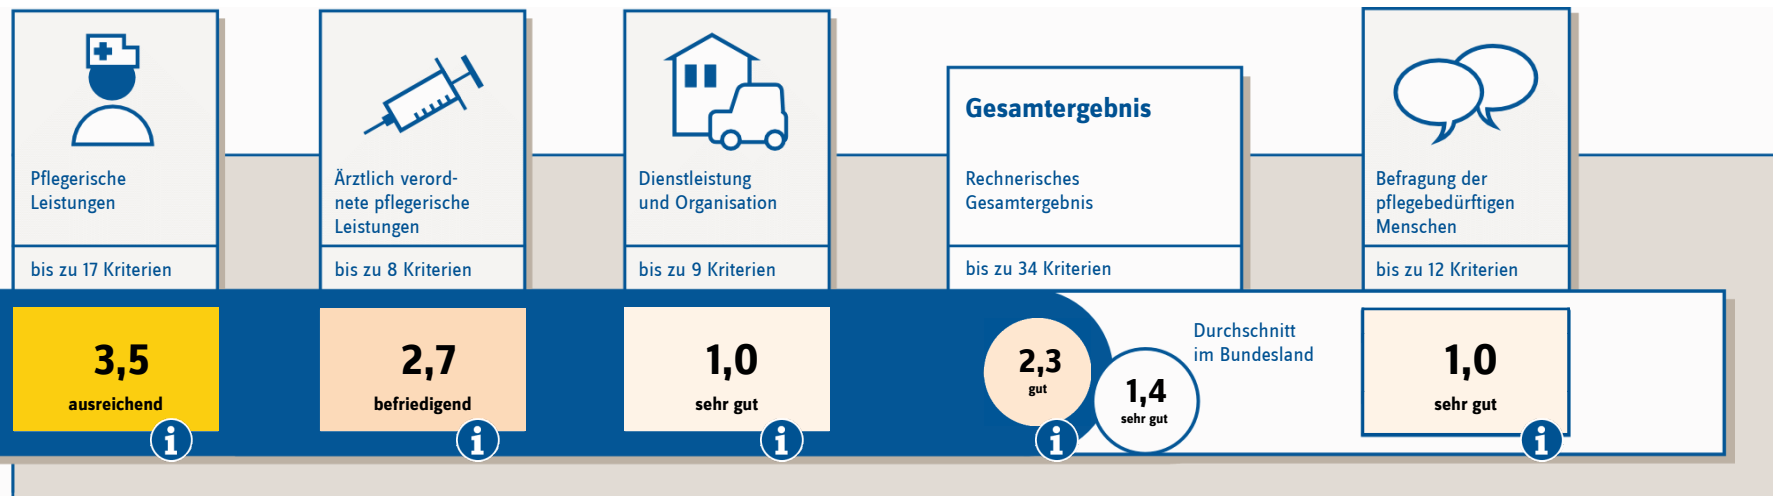 Pflegerische
Leistungen
bis zu 17 Kriterien
3,5
ausreichend
i
Ärztlich verord-
nete pflegerische
Leistungen
bis zu 8 Kriterien
2,7
befriedigend
i
Dienstleistung
und Organisation
bis zu 9 Kriterien
1,0
sehr gut
i
Gesamtergebnis
Rechnerisches
Gesamtergebnis
bis zu 34 Kriterien
2,3
gut
i
Durchschnitt
im Bundesland
1,4
sehr gut
Befragung der
pflegebedürftigen
Menschen
bis zu 12 Kriterien
1,0
sehr gut
i